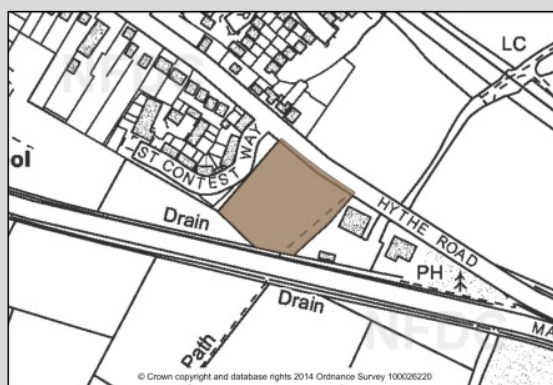 LC
NFDC
ol
ST CONTEST WAY
HYTHE ROAD
Drain
PH
Drain
MA
Path
NFDC
© Crown copyright and database rights 2014 Ordnance Survey 100026220